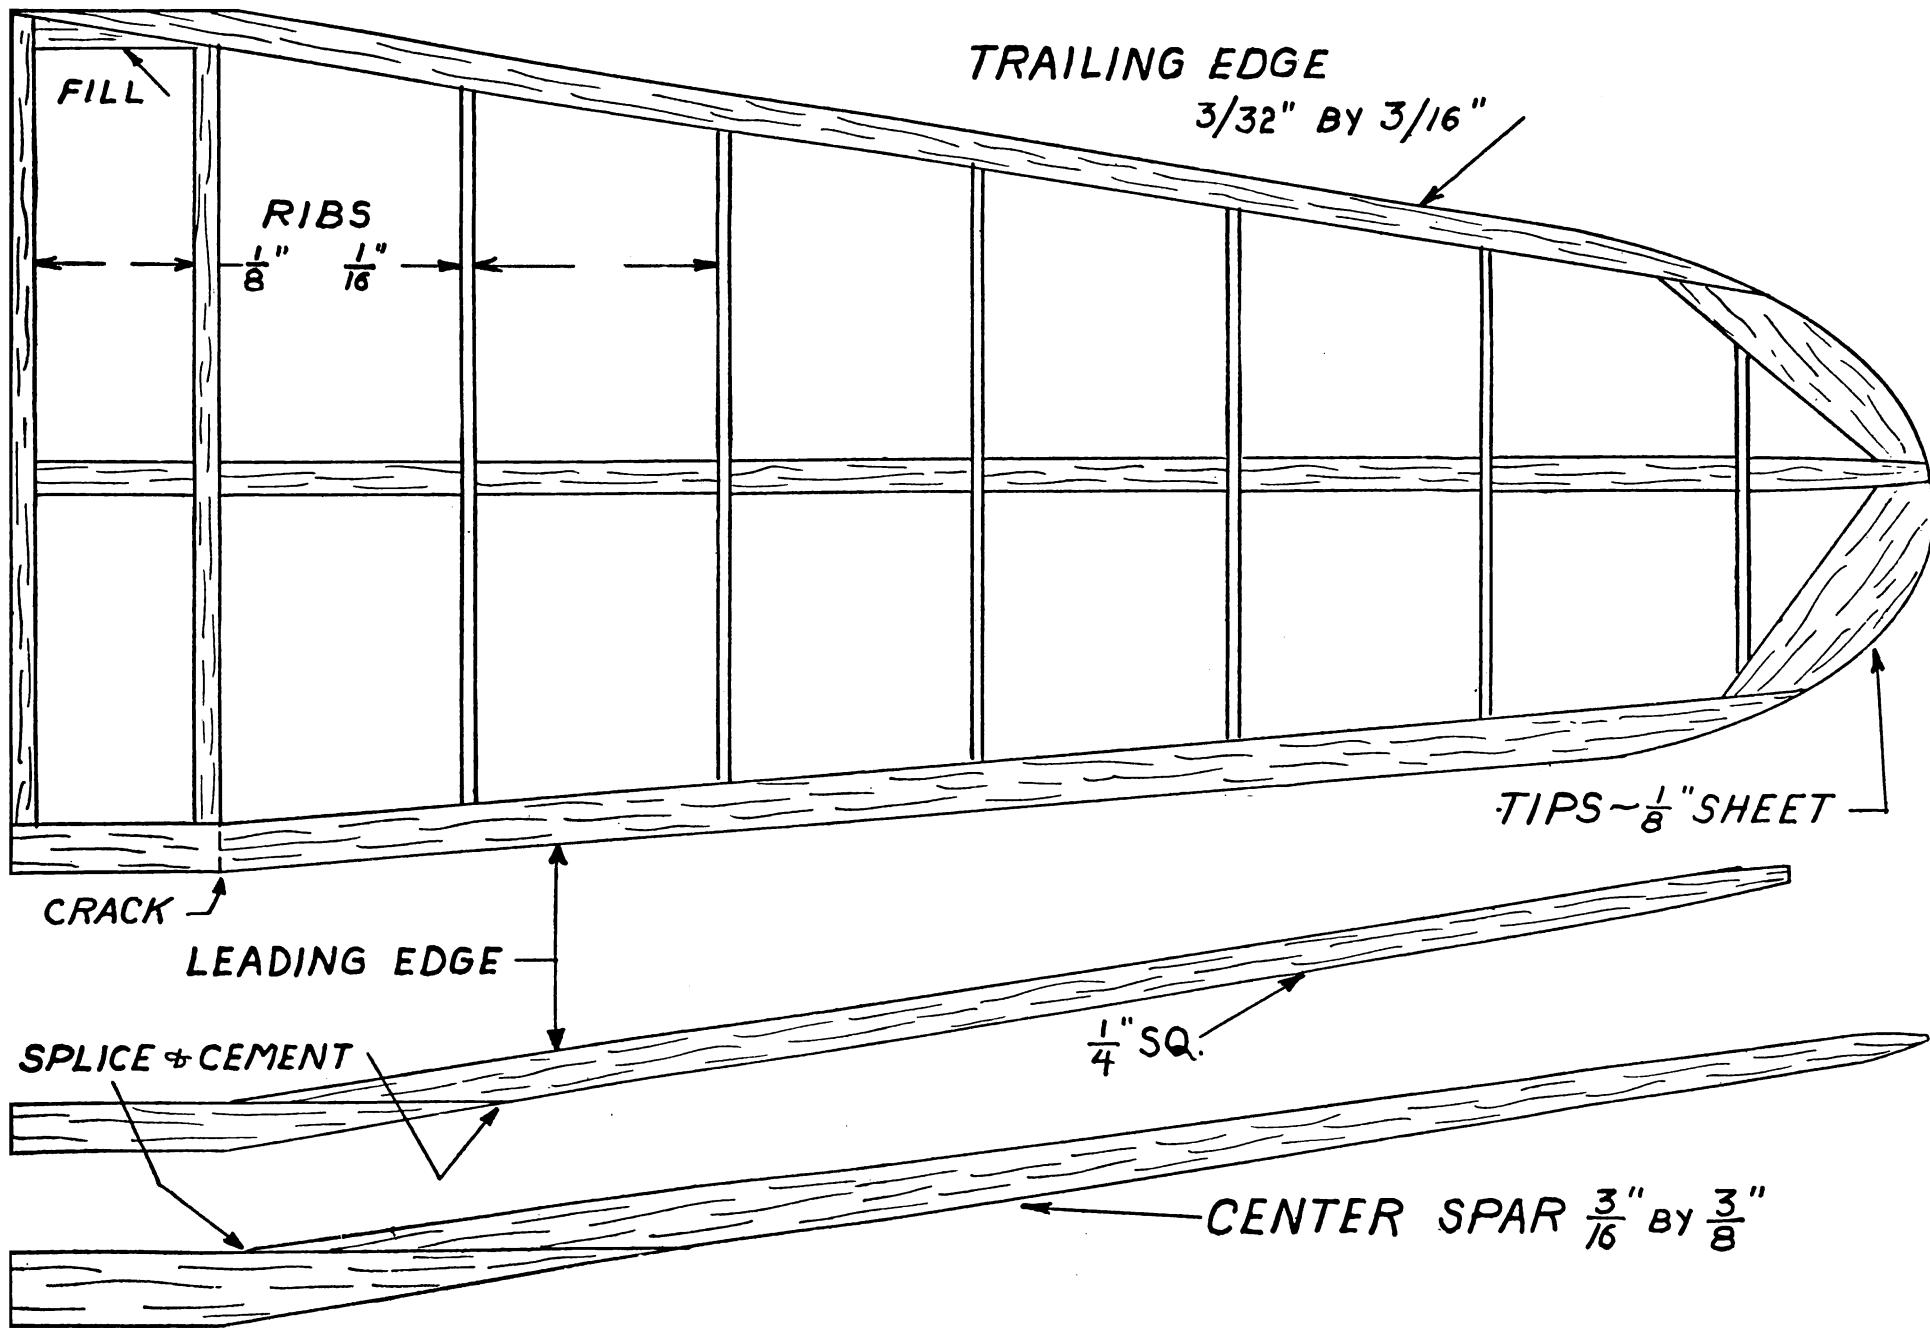 TRAILING EDGE
3/32" BY 3/16"
FILL
RIBS
1/8" 1/16"
TIPS~1/8" SHEET
CRACK
LEADING EDGE
1/4" SQ.
SPLICE & CEMENT
CENTER SPAR 3/16" BY 3/8"